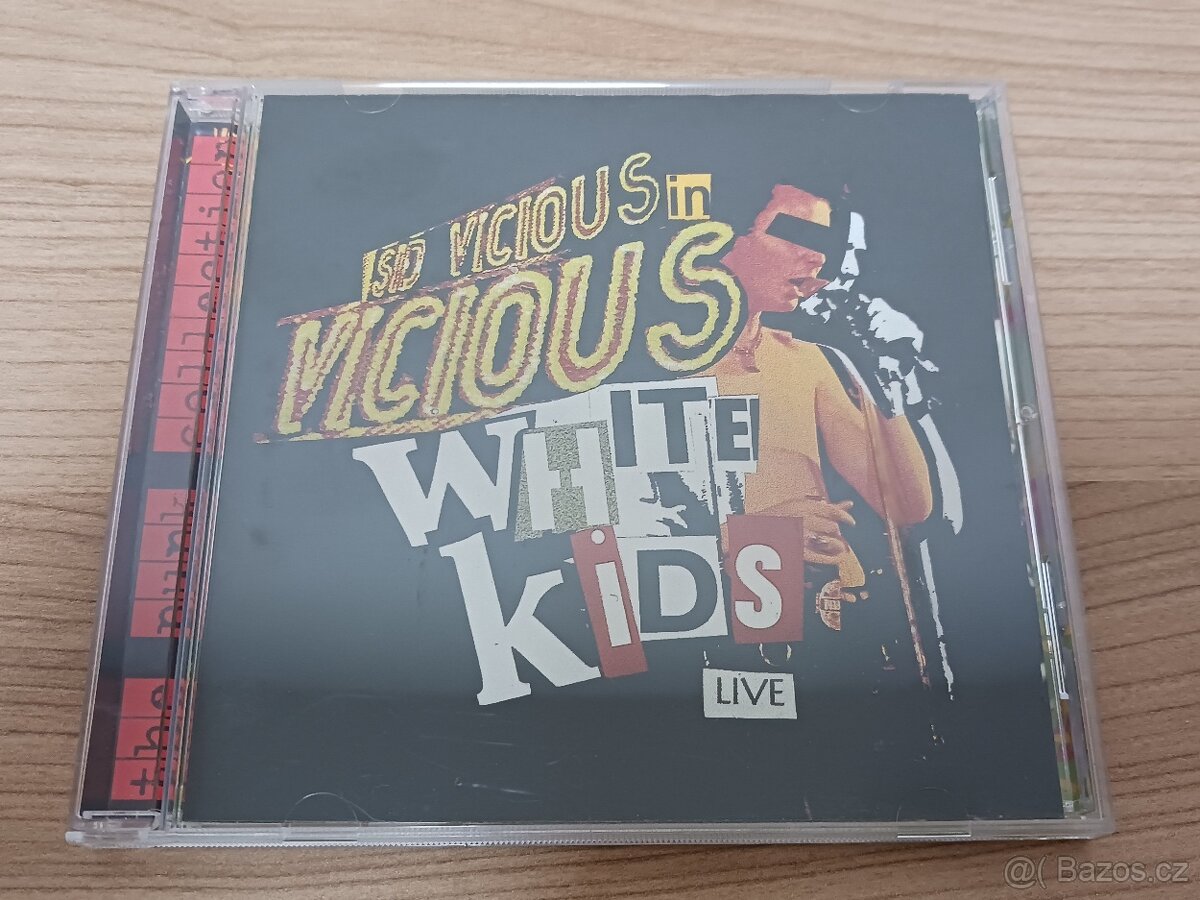 SID VICIOUS in
VICIOUS
WHITE
KiDS
LIVE
the punk collection
@( Bazos.cz